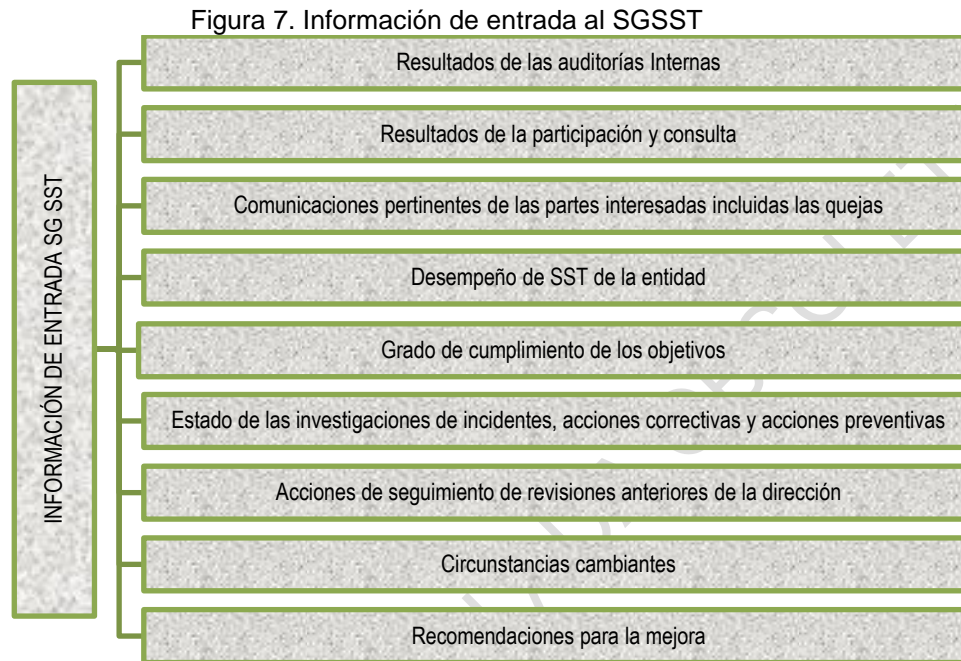 Figura 7. Información de entrada al SGSST
INFORMACIÓN DE ENTRADA SG SST
Resultados de las auditorías Internas
Resultados de la participación y consulta
Comunicaciones pertinentes de las partes interesadas incluidas las quejas
Desempeño de SST de la entidad
Grado de cumplimiento de los objetivos
Estado de las investigaciones de incidentes, acciones correctivas y acciones preventivas
Acciones de seguimiento de revisiones anteriores de la dirección
Circunstancias cambiantes
Recomendaciones para la mejora